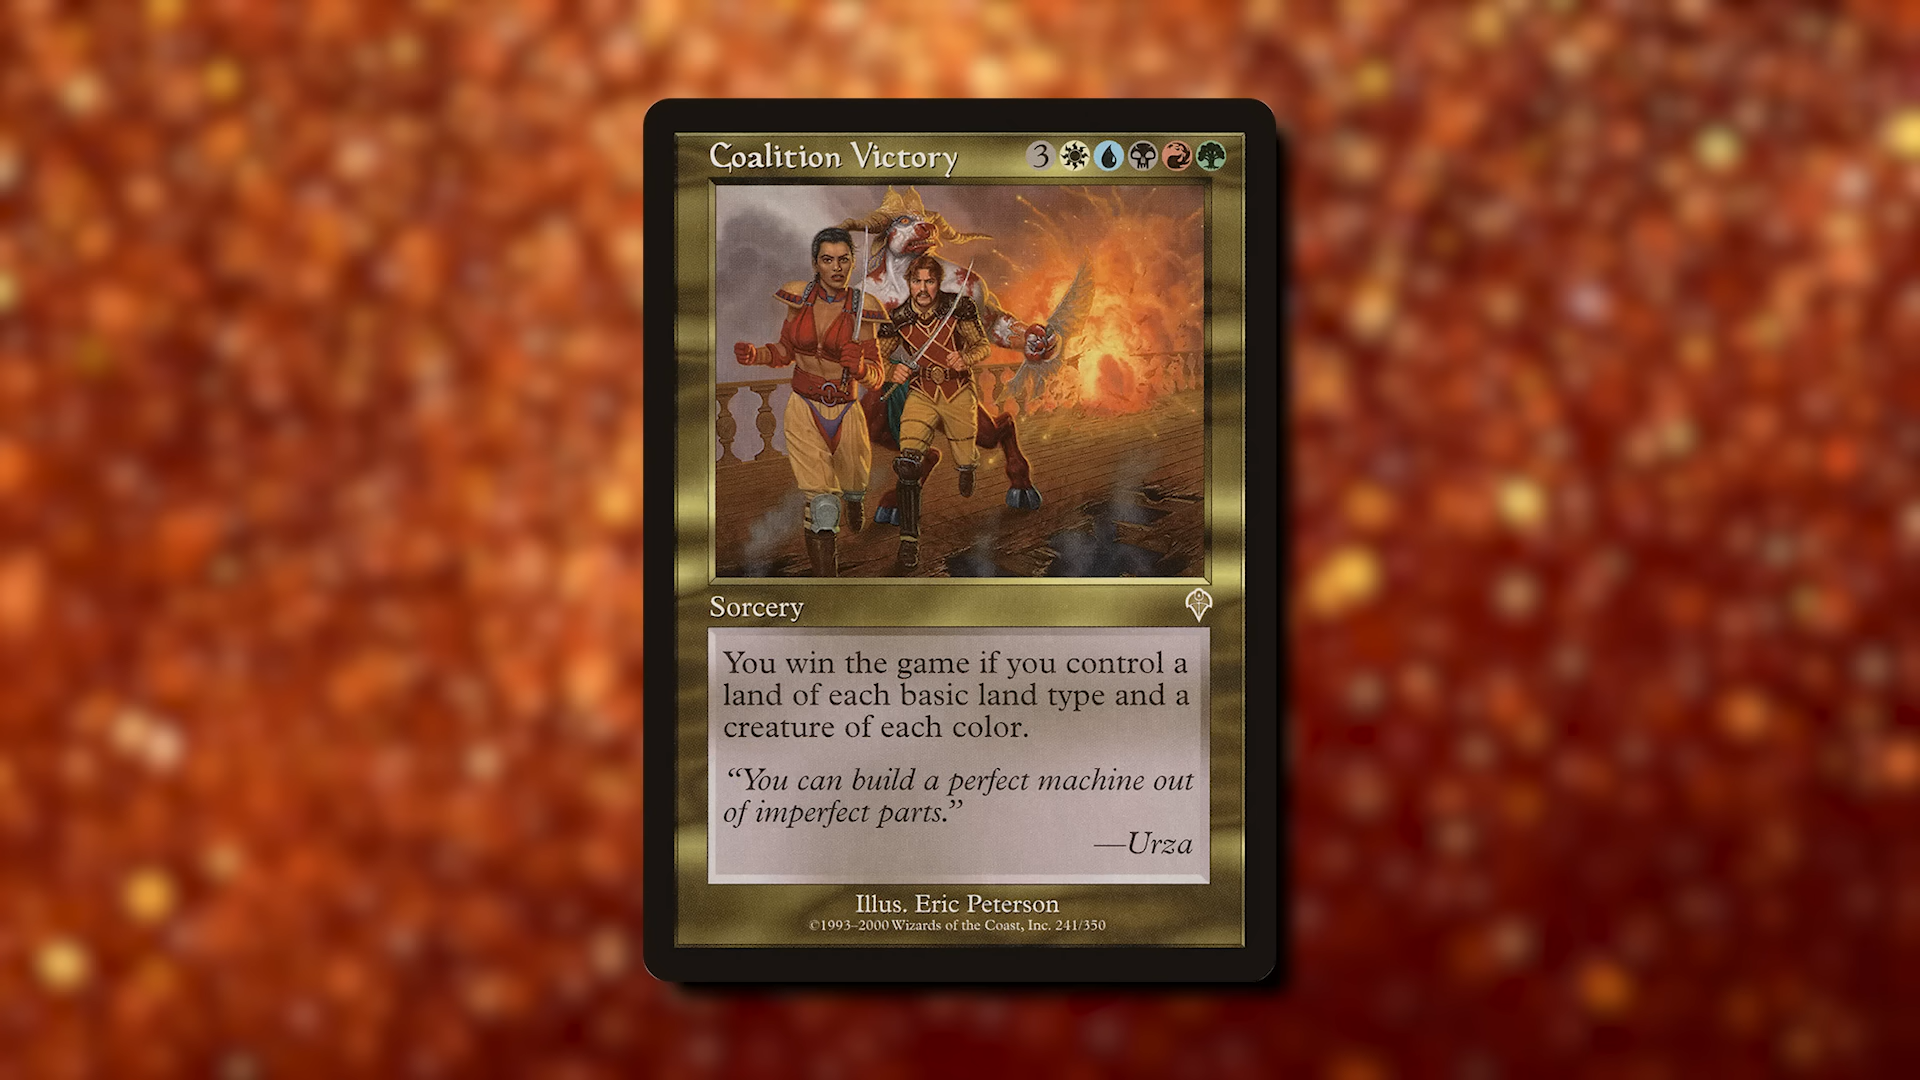 Coalition Victory 3
Sorcery
You win the game if you control a
land of each basic land type and a
creature of each color.
“You can build a perfect machine out
of imperfect parts.”
—Urza
Illus. Eric Peterson
©1993–2000 Wizards of the Coast, Inc. 241/350